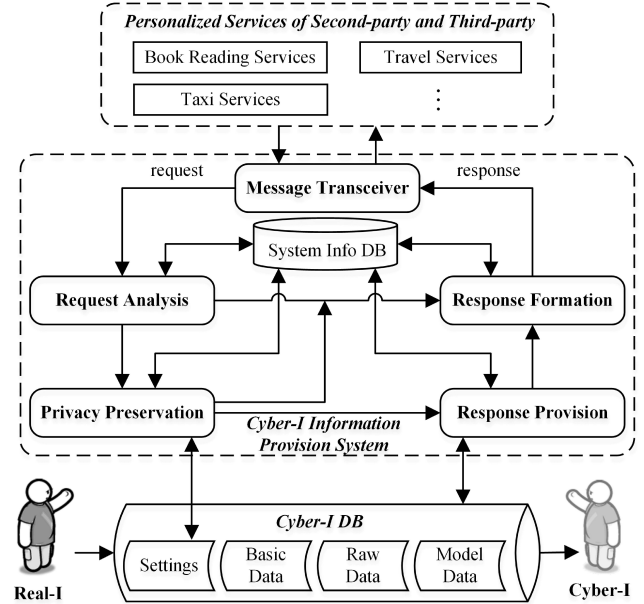 Personalized Services of Second-party and Third-party
Book Reading Services
Travel Services
Taxi Services
⋮
request
Message Transceiver
response
System Info DB
Request Analysis
Response Formation
Privacy Preservation
Cyber-I Information
Provision System
Response Provision
Cyber-I DB
Settings
Basic
Data
Raw
Data
Model
Data
Real-I
Cyber-I